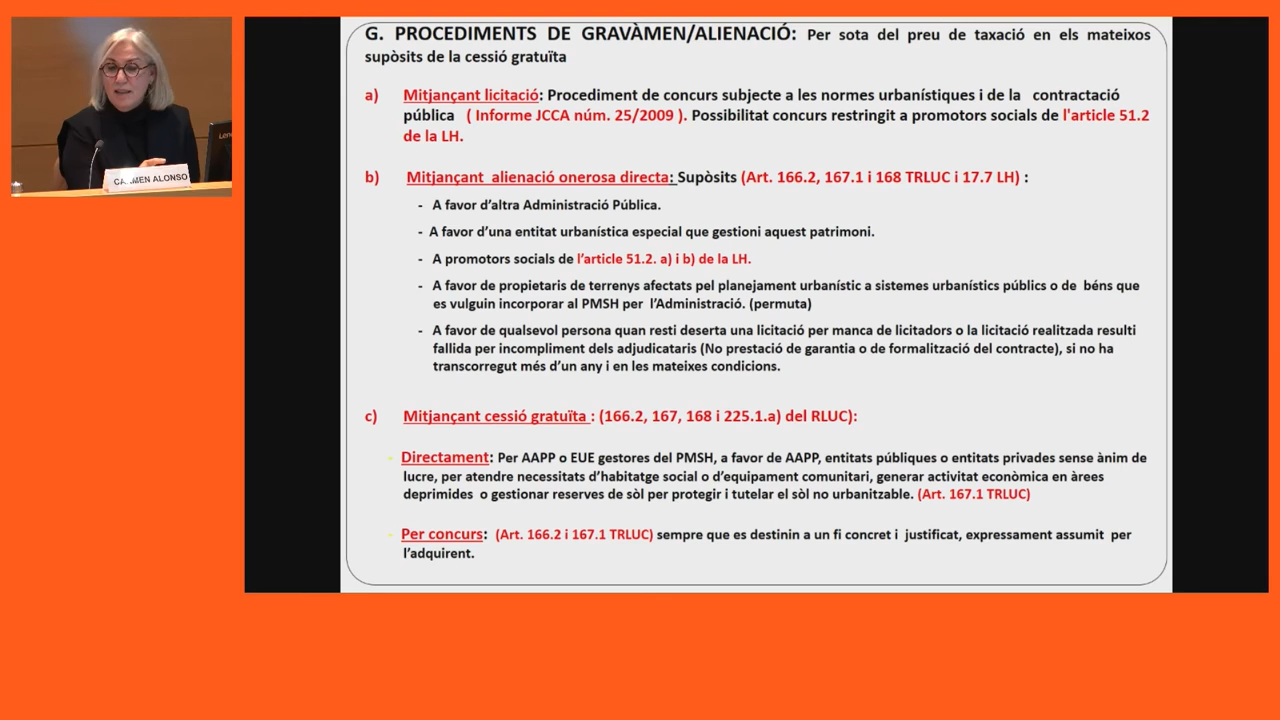 G. PROCEDIMENTS DE GRAVÀMEN/ALIENACIÓ: Per sota del preu de taxació en els mateixos
supòsits de la cessió gratuïta
a) Mitjançant licitació: Procediment de concurs subjecte a les normes urbanístiques i de la contractació
pública ( Informe JCCA núm. 25/2009 ). Possibilitat concurs restringit a promotors socials de l'article 51.2
de la LH.
b) Mitjançant alienació onerosa directa: Supòsits (Art. 166.2, 167.1 i 168 TRLUC i 17.7 LH) :
- A favor d’altra Administració Pública.
- A favor d’una entitat urbanística especial que gestioni aquest patrimoni.
- A promotors socials de l’article 51.2. a) i b) de la LH.
- A favor de propietaris de terrenys afectats pel planejament urbanístic a sistemes urbanístics públics o de béns que
es vulguin incorporar al PMSH per l’Administració. (permuta)
- A favor de qualsevol persona quan resti deserta una licitació per manca de licitadors o la licitació realitzada resulti
fallida per incompliment dels adjudicataris (No prestació de garantia o de formalització del contracte), si no ha
transcorregut més d’un any i en les mateixes condicions.
c) Mitjançant cessió gratuïta : (166.2, 167, 168 i 225.1.a) del RLUC):
- Directament: Per AAPP o EUE gestores del PMSH, a favor de AAPP, entitats públiques o entitats privades sense ànim de
lucre, per atendre necessitats d’habitatge social o d’equipament comunitari, generar activitat econòmica en àrees
deprimides o gestionar reserves de sòl per protegir i tutelar el sòl no urbanitzable. (Art. 167.1 TRLUC)
- Per concurs: (Art. 166.2 i 167.1 TRLUC) sempre que es destinin a un fi concret i justificat, expressament assumit per
l’adquirent.
CARMEN ALONSO